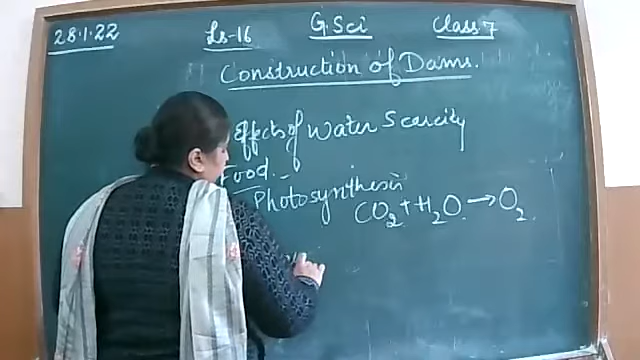 28.1.22 Ls-16 G.Sci Class 7
Construction of Dams.
Effects of Water Scarcity
Food -
Photosynthesis
CO2 + H2O. → O2.